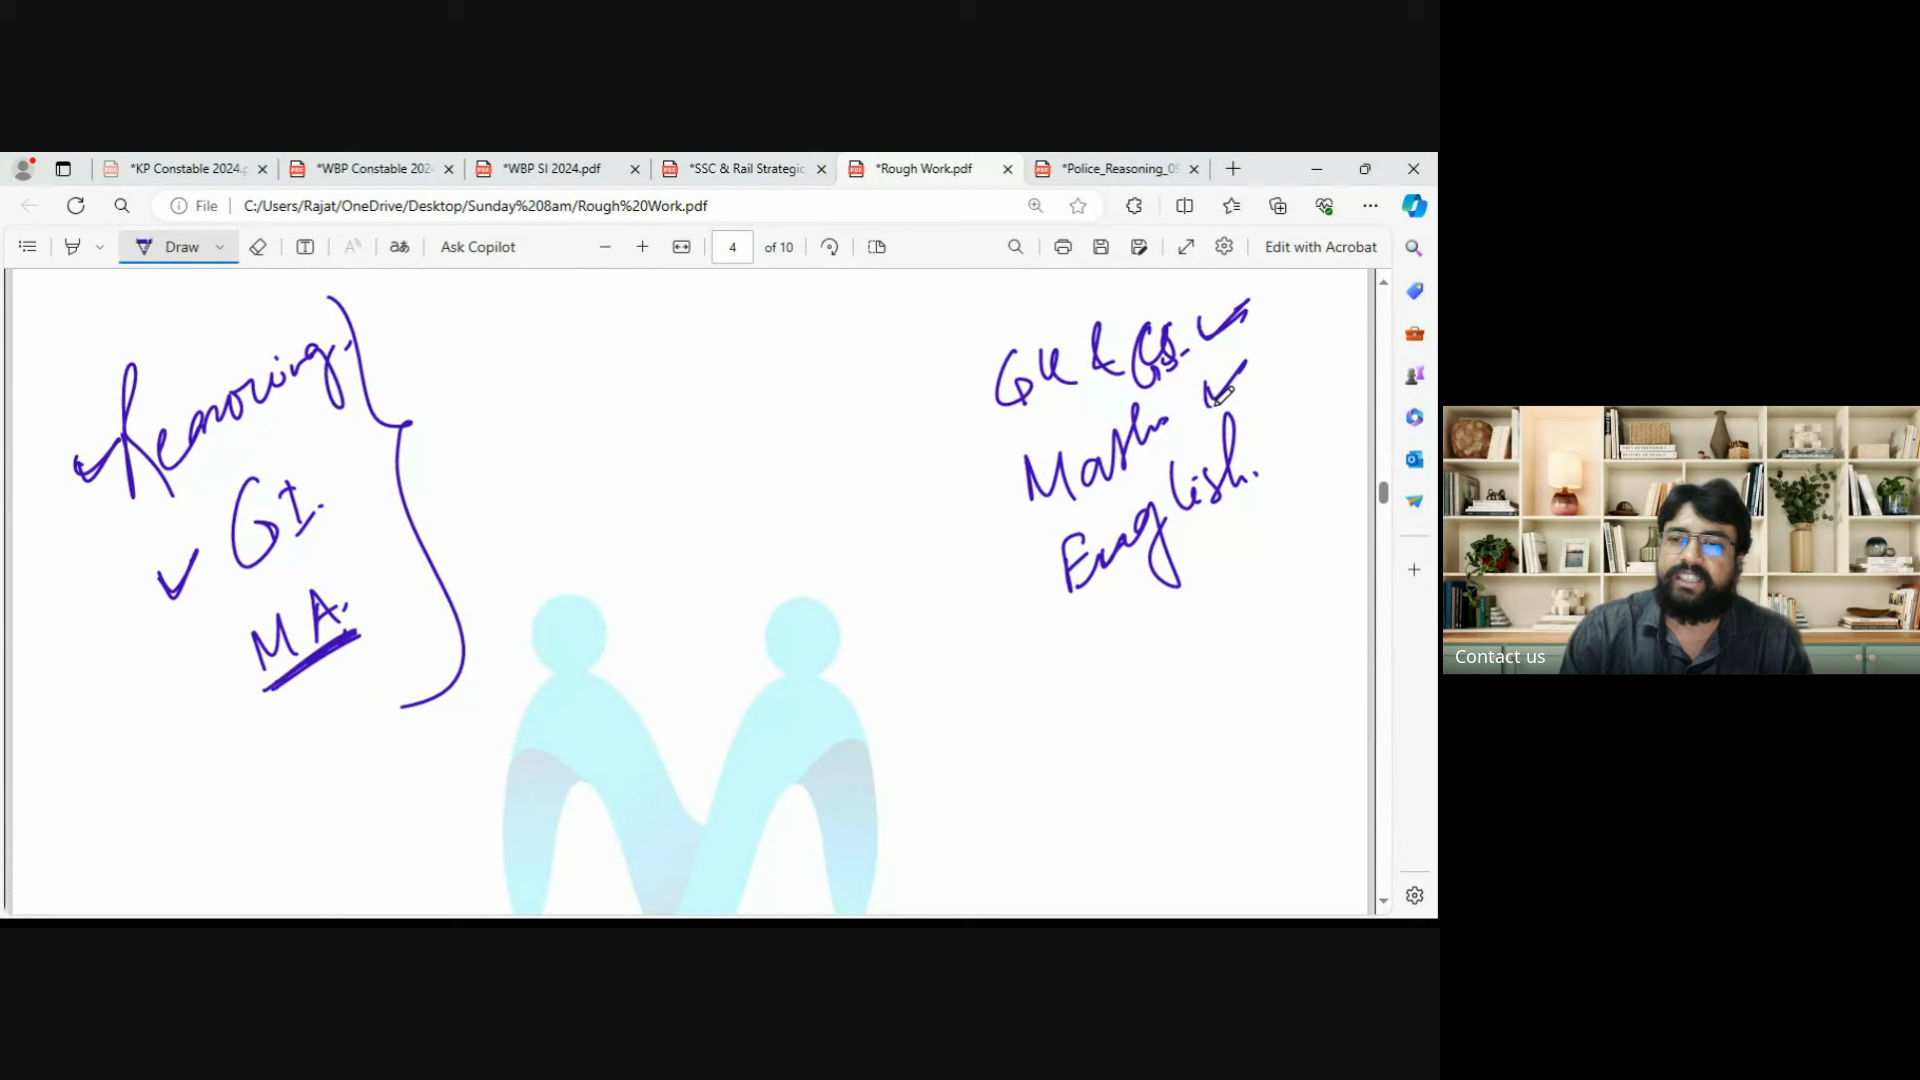 *KP Constable 2024.p
*WBP Constable 202
*WBP SI 2024.pdf
*SSC & Rail Strategic
*Rough Work.pdf
*Police_Reasoning_0
File
C:/Users/Rajat/OneDrive/Desktop/Sunday%208am/Rough%20Work.pdf
Draw
Ask Copilot
4 of 10
Edit with Acrobat
Reasoning.
GI.
MA.
GK & GS.
Maths
English.
Contact us